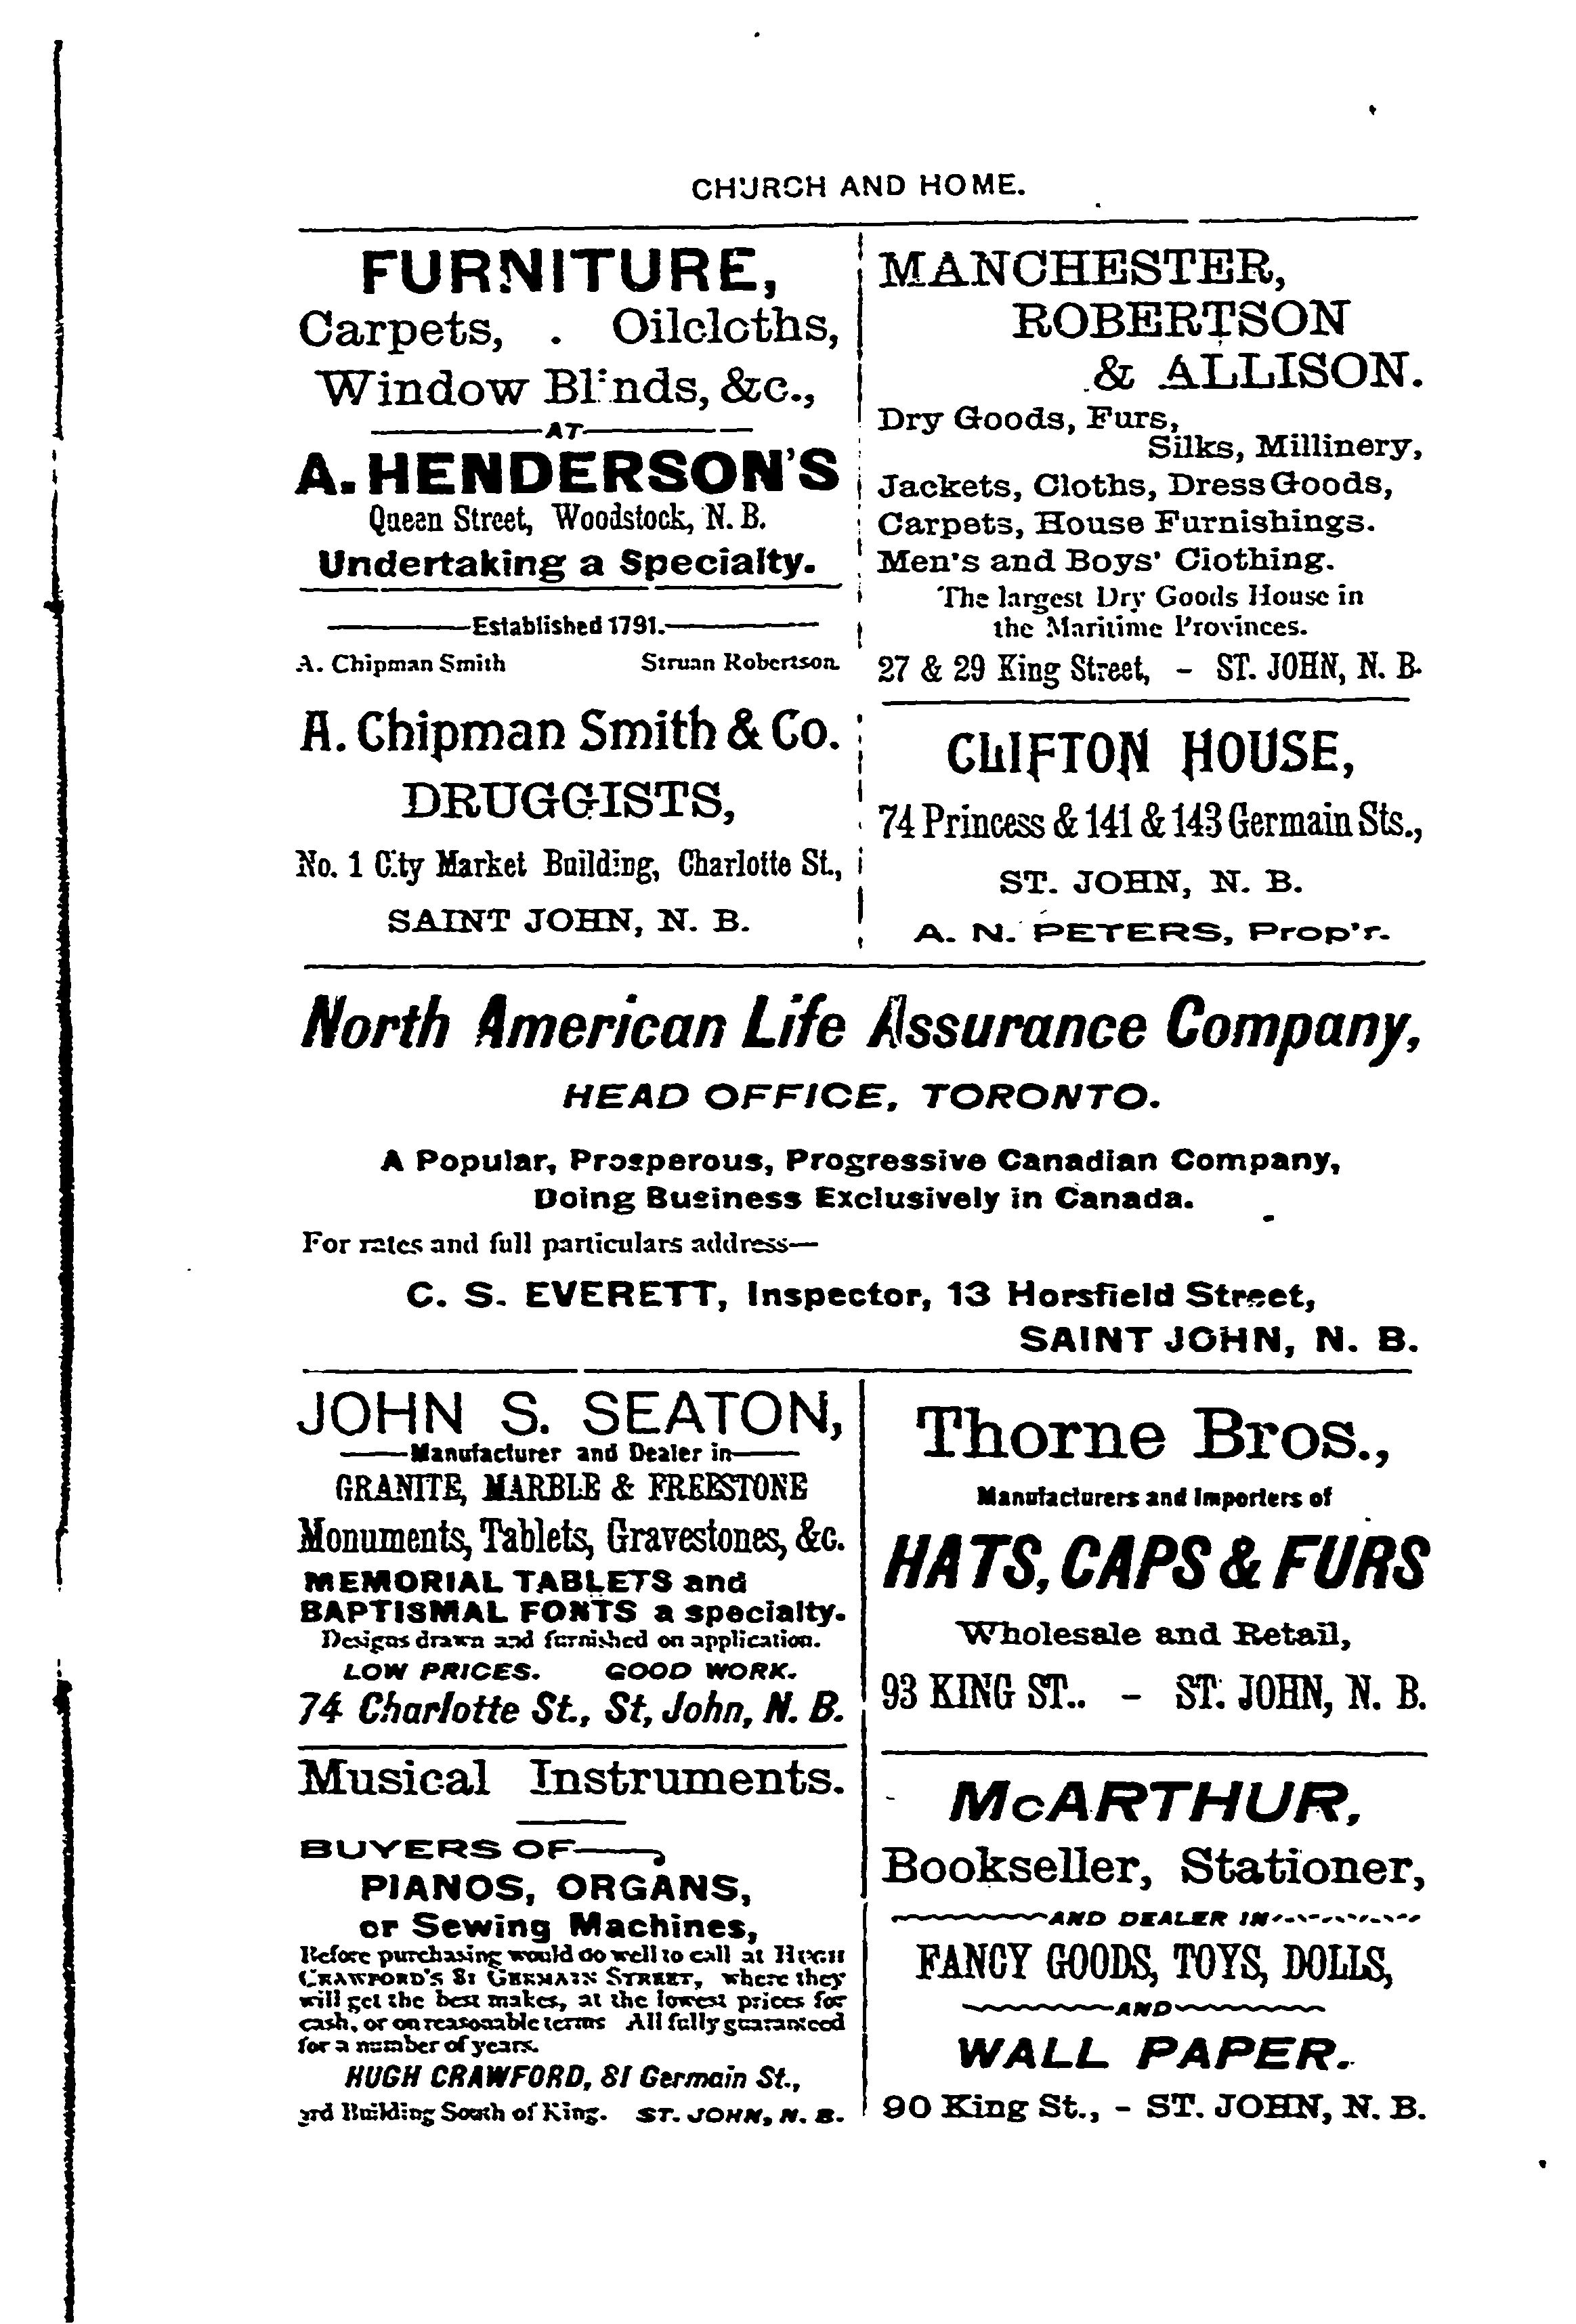 CHURCH AND HOME.
FURNITURE,
Carpets, . Oilcloths,
Window Blinds, &c.,
AT
A. HENDERSON'S
Queen Street, Woodstock, N. B.
Undertaking a Specialty.
Established 1791.
A. Chipman Smith Struan Robertson.
A. Chipman Smith & Co.
DRUGGISTS,
No. 1 City Market Building, Charlotte St.,
SAINT JOHN, N. B.
MANCHESTER,
ROBERTSON
& ALLISON.
Dry Goods, Furs,
Silks, Millinery,
Jackets, Cloths, Dress Goods,
Carpets, House Furnishings.
Men's and Boys' Clothing.
The largest Dry Goods House in
the Maritime Provinces.
27 & 29 King Street, - ST. JOHN, N. B.
CLIFTON HOUSE,
74 Princess & 141 & 143 Germain Sts.,
ST. JOHN, N. B.
A. N. PETERS, Prop'r.
North American Life Assurance Company,
HEAD OFFICE, TORONTO.
A Popular, Prosperous, Progressive Canadian Company,
Doing Business Exclusively in Canada.
For rates and full particulars address—
C. S. EVERETT, Inspector, 13 Horsfield Street,
SAINT JOHN, N. B.
JOHN S. SEATON,
Manufacturer and Dealer in
GRANITE, MARBLE & FREESTONE
Monuments, Tablets, Gravestones, &c.
MEMORIAL TABLETS and
BAPTISMAL FONTS a specialty.
Designs drawn and furnished on application.
LOW PRICES. GOOD WORK.
74 Charlotte St., St, John, N. B.
Musical Instruments.
BUYERS OF
PIANOS, ORGANS,
or Sewing Machines,
Before purchasing would do well to call at HUGH
CRAWFORD'S 81 GERMAIN STREET, where they
will get the best makes, at the lowest prices for
cash, or on reasonable terms All fully guaranteed
for a number of years.
HUGH CRAWFORD, 81 Germain St.,
3rd Building South of King. ST. JOHN, N. B.
Thorne Bros.,
Manufacturers and Importers of
HATS, CAPS & FURS
Wholesale and Retail,
93 KING ST.. - ST. JOHN, N. B.
McARTHUR,
Bookseller, Stationer,
AND DEALER IN
FANCY GOODS, TOYS, DOLLS,
AND
WALL PAPER.
90 King St., - ST. JOHN, N. B.